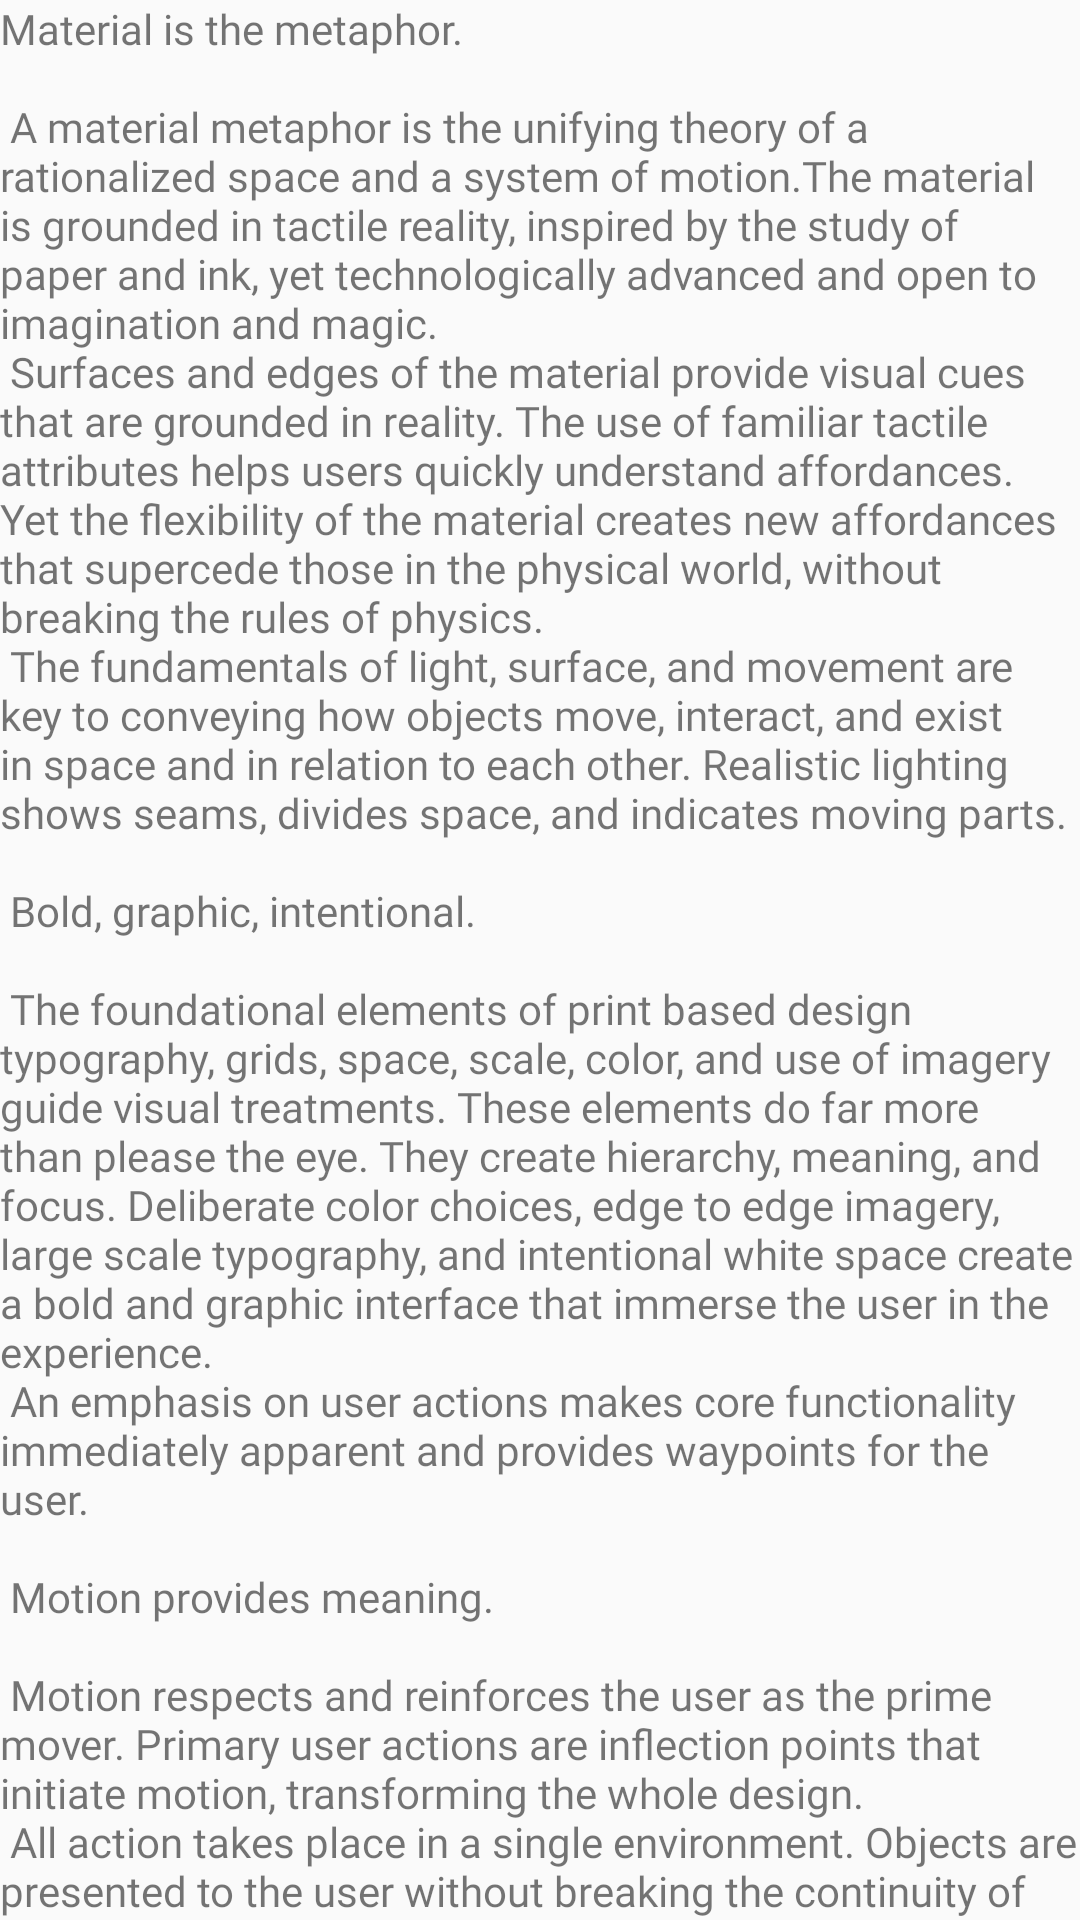 Material is the metaphor.
A material metaphor is the unifying theory of a
rationalized space and a system of motion.The material
is grounded in tactile reality, inspired by the study of
paper and ink, yet technologically advanced and open to
imagination and magic.
Surfaces and edges of the material provide visual cues
that are grounded in reality. The use of familiar tactile
attributes helps users quickly understand affordances.
Yet the flexibility of the material creates new affordances
that supercede those in the physical world, without
breaking the rules of physics.
The fundamentals of light, surface, and movement are
key to conveying how objects move, interact, and exist
in space and in relation to each other. Realistic lighting
shows seams, divides space, and indicates moving parts.
Bold, graphic, intentional.
The foundational elements of print based design
typography, grids, space, scale, color, and use of imagery
guide visual treatments. These elements do far more
than please the eye. They create hierarchy, meaning, and
focus. Deliberate color choices, edge to edge imagery,
large scale typography, and intentional white space create
a bold and graphic interface that immerse the user in the
experience.
An emphasis on user actions makes core functionality
immediately apparent and provides waypoints for the
user.
Motion provides meaning.
Motion respects and reinforces the user as the prime
mover. Primary user actions are inflection points that
initiate motion, transforming the whole design.
All action takes place in a single environment. Objects are
presented to the user without breaking the continuity of